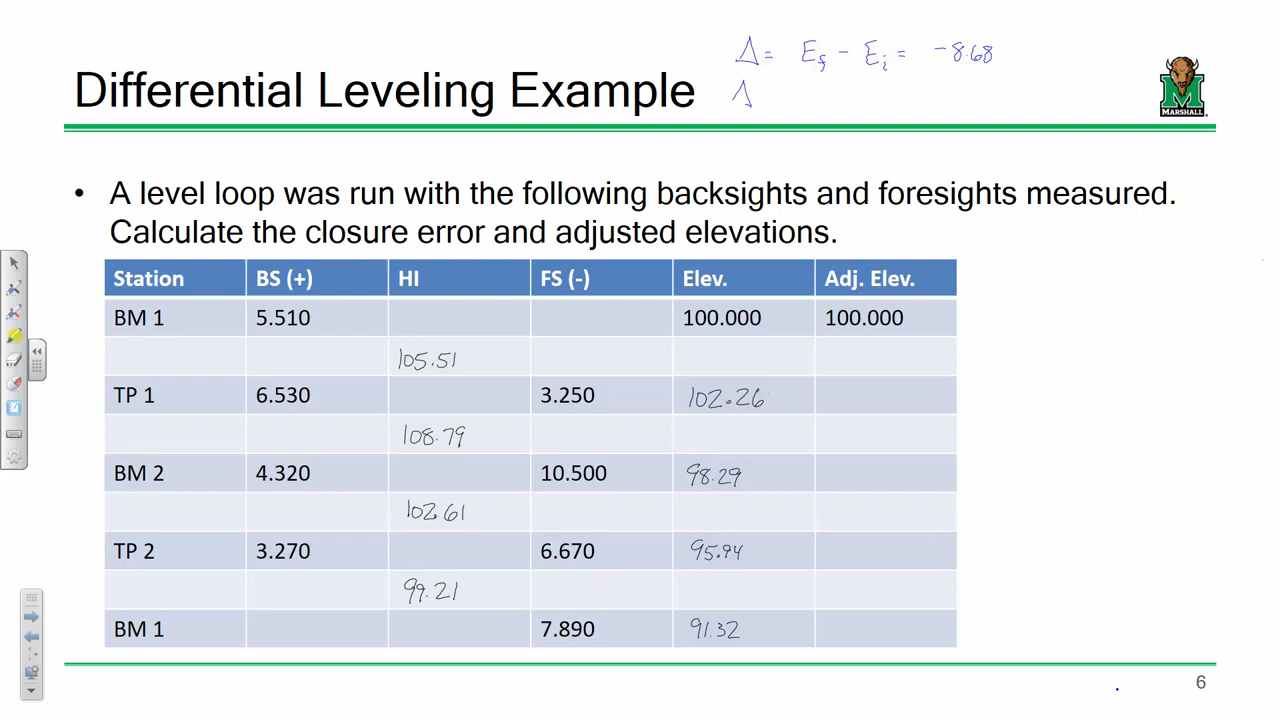 Δ = E_f - E_i = -8.68
Differential Leveling Example
Δ
MARSHALL
• A level loop was run with the following backsights and foresights measured.
Calculate the closure error and adjusted elevations.
Station BS (+) HI FS (-) Elev. Adj. Elev.
BM 1 5.510 100.000 100.000
105.51
TP 1 6.530 3.250 102.26
108.79
BM 2 4.320 10.500 98.29
102.61
TP 2 3.270 6.670 95.94
99.21
BM 1 7.890 91.32
6